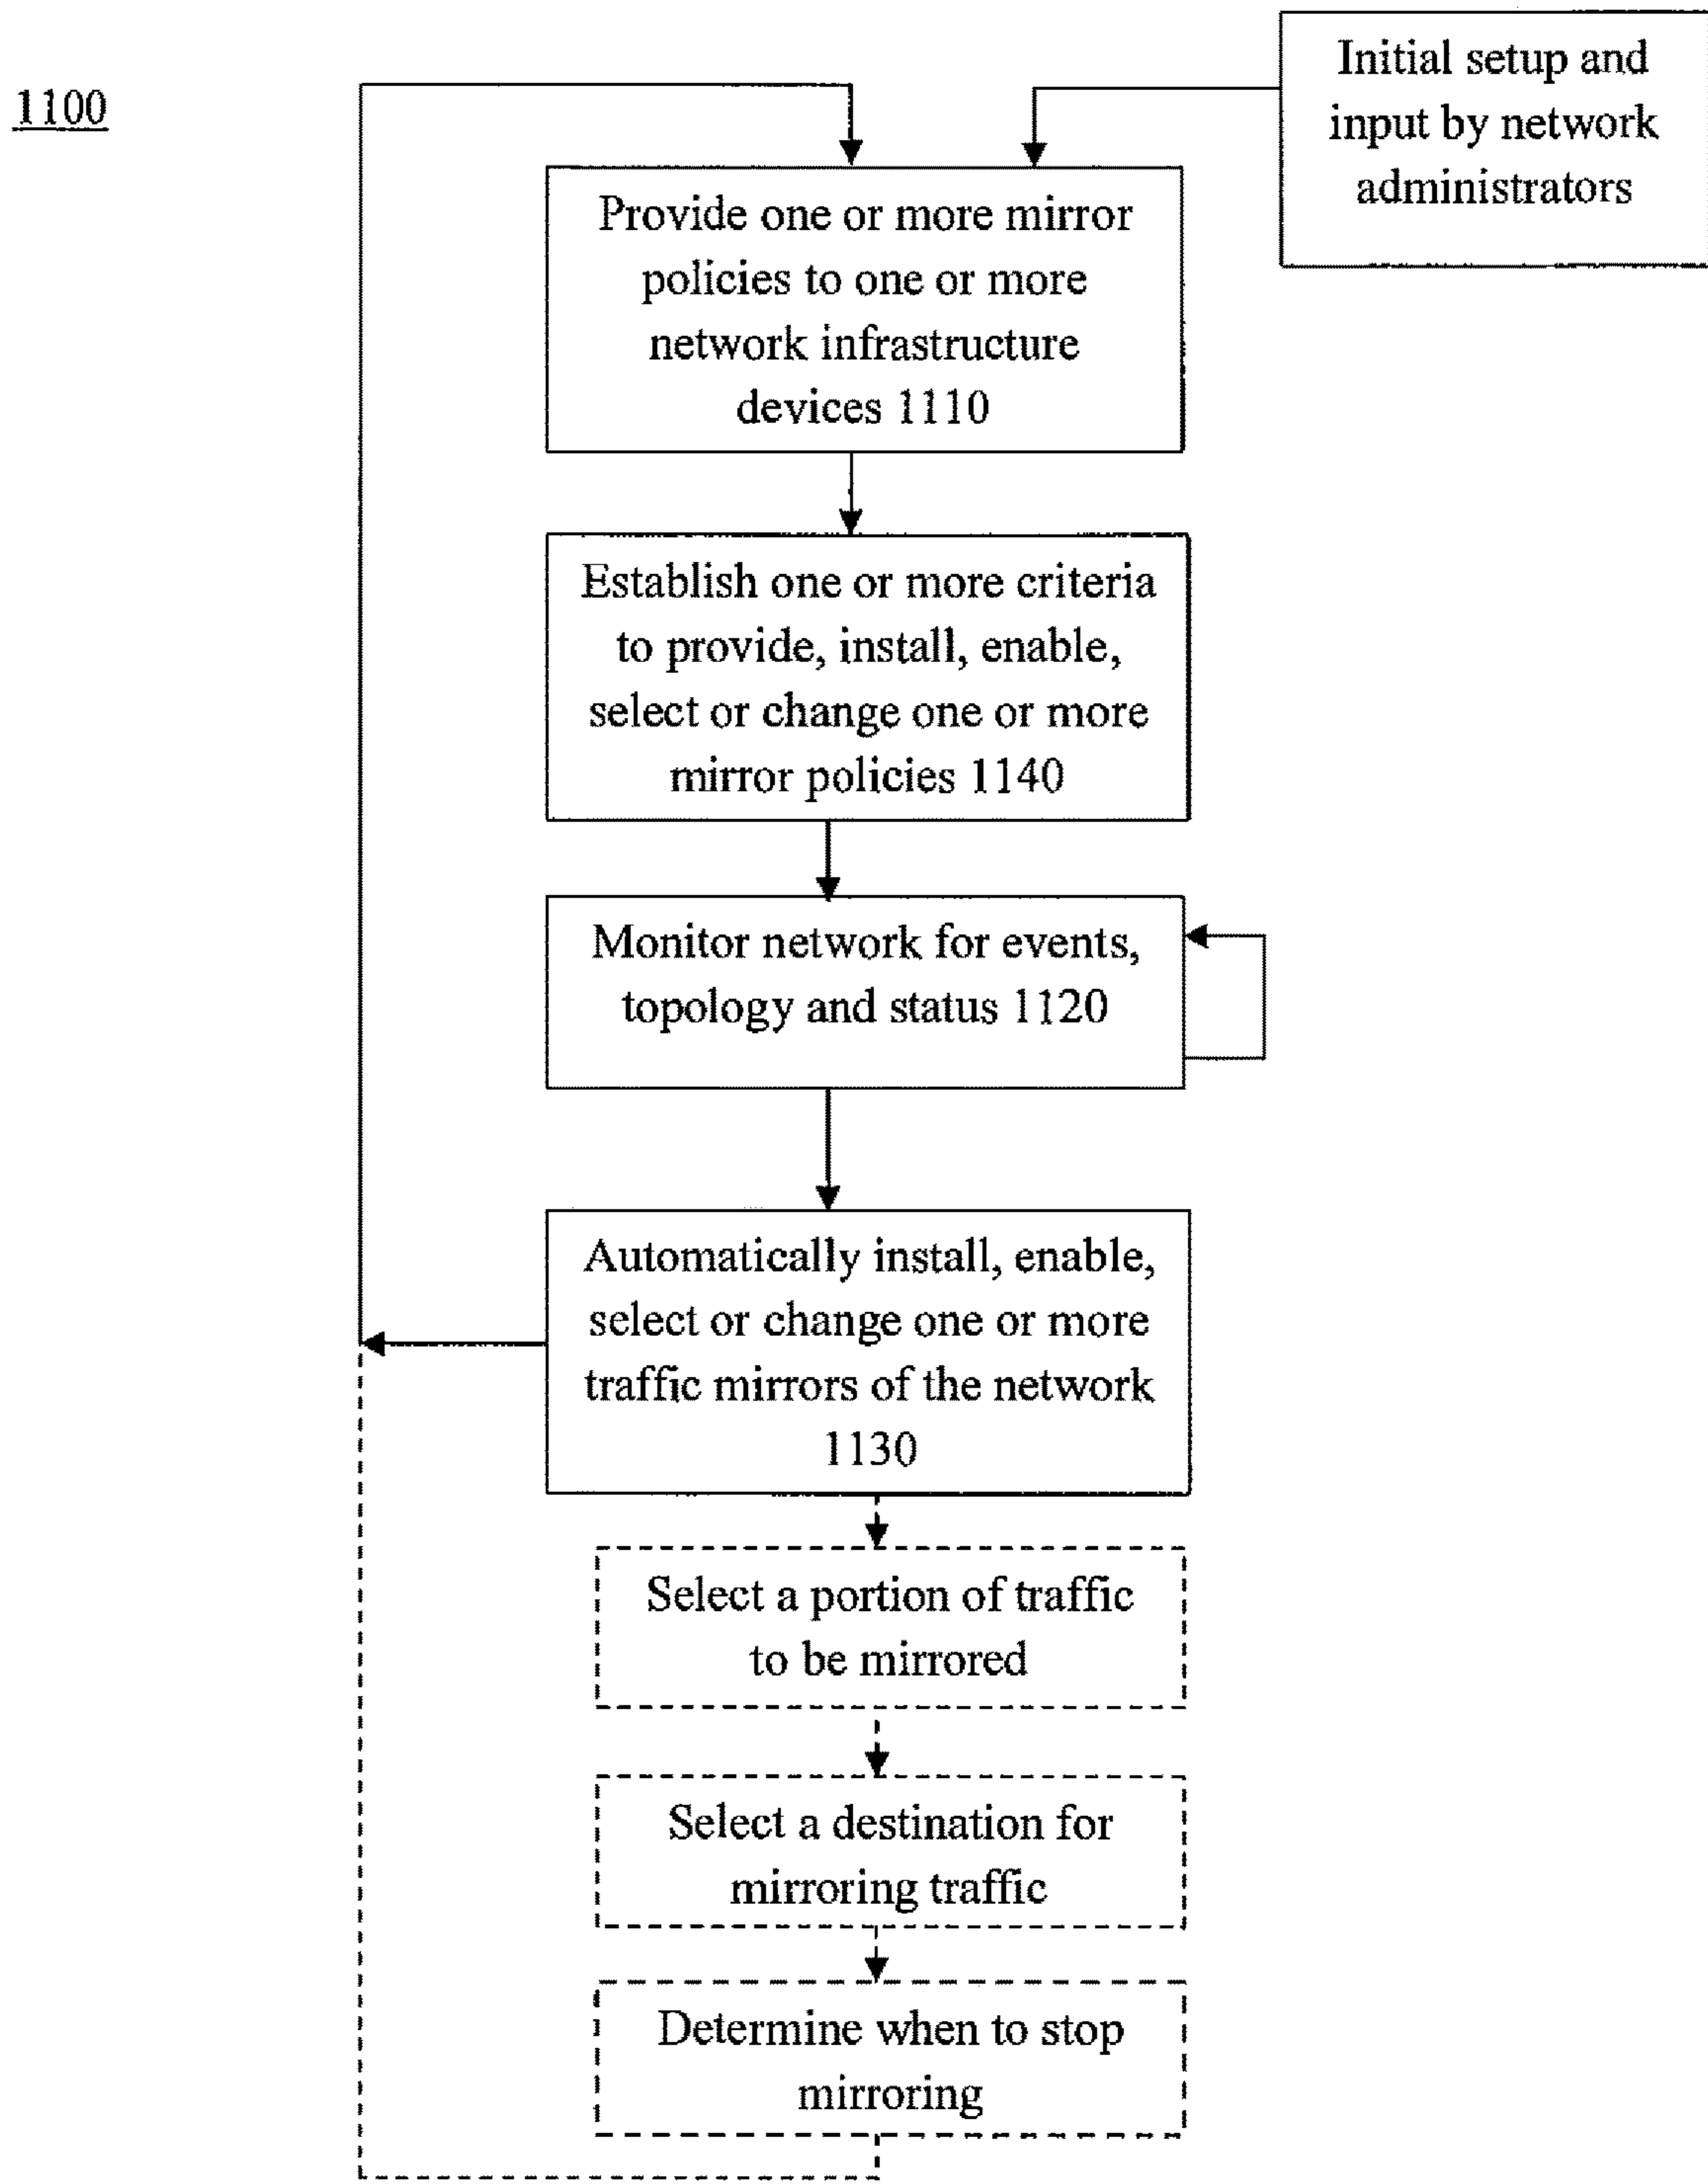 1100
Initial setup and
input by network
administrators
Provide one or more mirror
policies to one or more
network infrastructure
devices 1110
Establish one or more criteria
to provide, install, enable,
select or change one or more
mirror policies 1140
Monitor network for events,
topology and status 1120
Automatically install, enable,
select or change one or more
traffic mirrors of the network
1130
Select a portion of traffic
to be mirrored
Select a destination for
mirroring traffic
Determine when to stop
mirroring